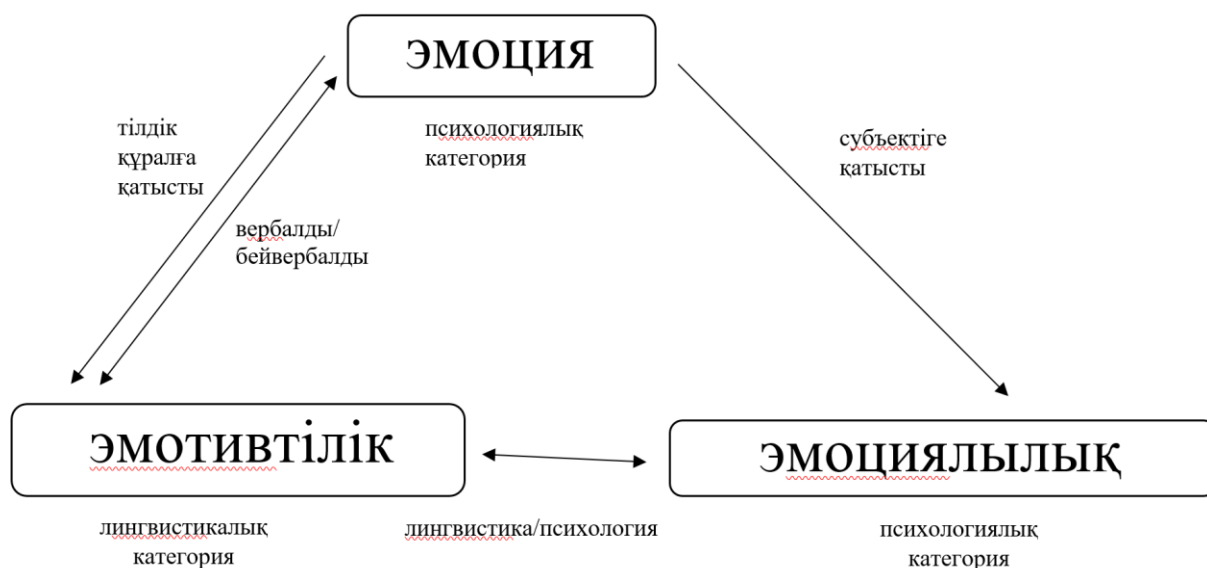 ЭМОЦИЯ
тілдік
құралға
қатысты
психологиялық
категория
субъектіге
қатысты
вербалды/
бейвербалды
ЭМОТИВТІЛІК
ЭМОЦИЯЛЫЛЫҚ
лингвистикалық
категория
лингвистика/психология
психологиялық
категория